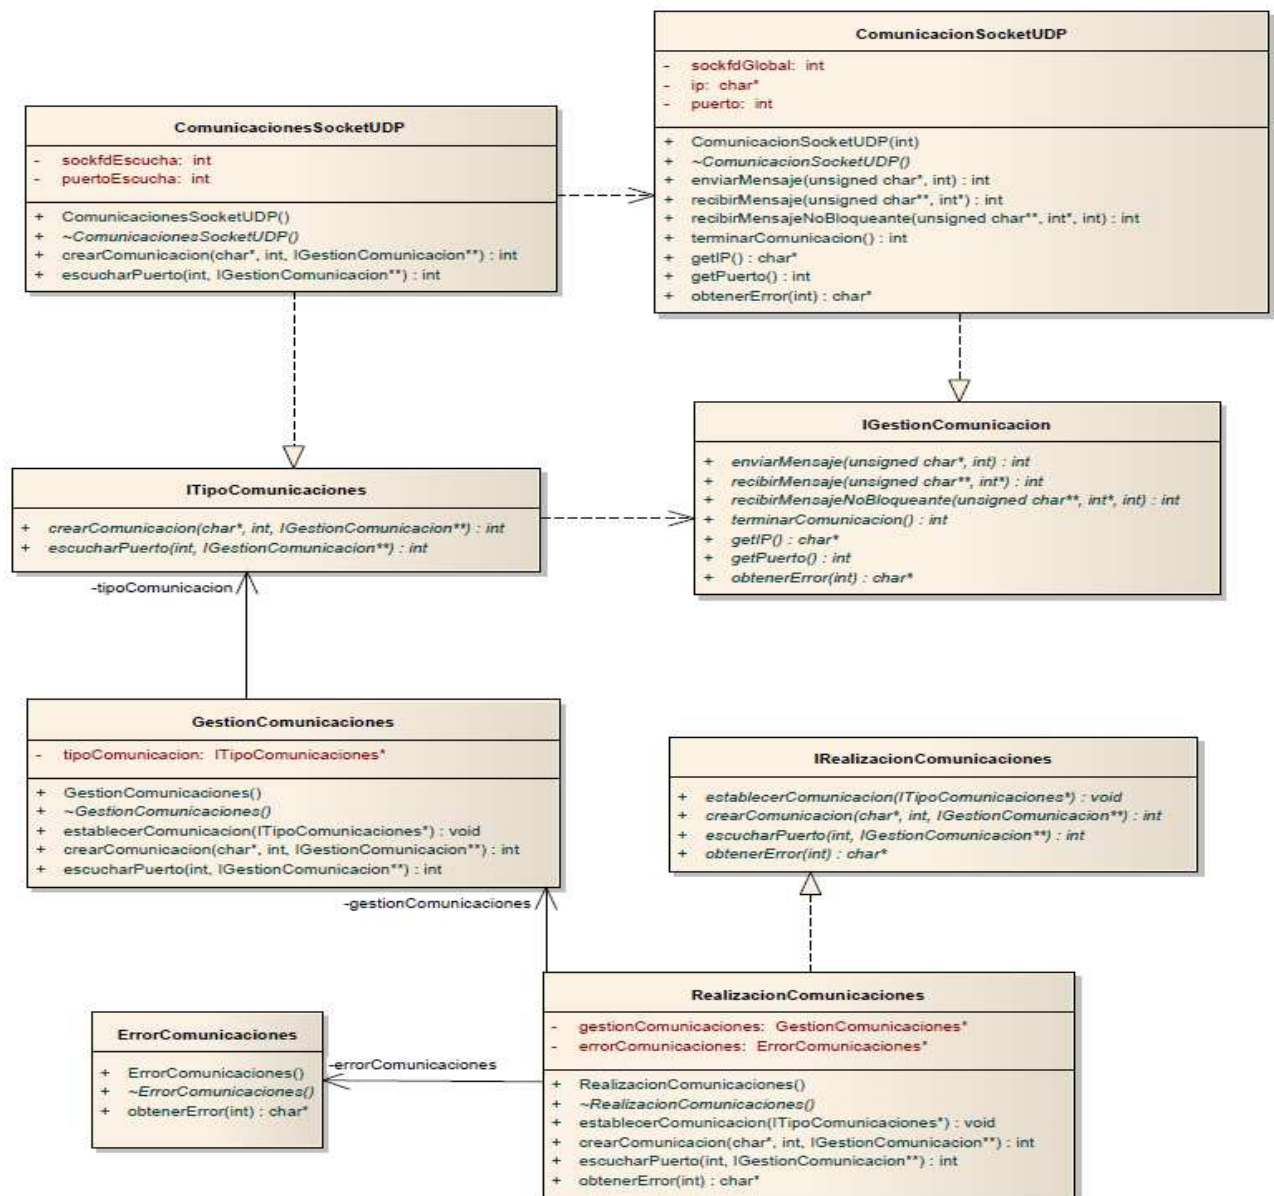 ComunicacionSocketUDP
- sockfdGlobal: int
- ip: char*
- puerto: int
+ ComunicacionSocketUDP(int)
+ ~ComunicacionSocketUDP()
+ enviarMensaje(unsigned char*, int) : int
+ recibirMensaje(unsigned char**, int*) : int
+ recibirMensajeNoBloqueante(unsigned char**, int*, int) : int
+ terminarComunicacion() : int
+ getIP() : char*
+ getPuerto() : int
+ obtenerError(int) : char*
ComunicacionesSocketUDP
- sockfdEscucha: int
- puertoEscucha: int
+ ComunicacionesSocketUDP()
+ ~ComunicacionesSocketUDP()
+ crearComunicacion(char*, int, IGestionComunicacion**) : int
+ escucharPuerto(int, IGestionComunicacion**) : int
IGestionComunicacion
+ enviarMensaje(unsigned char*, int) : int
+ recibirMensaje(unsigned char**, int*) : int
+ recibirMensajeNoBloqueante(unsigned char**, int*, int) : int
+ terminarComunicacion() : int
+ getIP() : char*
+ getPuerto() : int
+ obtenerError(int) : char*
ITipoComunicaciones
+ crearComunicacion(char*, int, IGestionComunicacion**) : int
+ escucharPuerto(int, IGestionComunicacion**) : int
-tipoComunicacion
GestionComunicaciones
- tipoComunicacion: ITipoComunicaciones*
+ GestionComunicaciones()
+ ~GestionComunicaciones()
+ establecerComunicacion(ITipoComunicaciones*) : void
+ crearComunicacion(char*, int, IGestionComunicacion**) : int
+ escucharPuerto(int, IGestionComunicacion**) : int
IRealizacionComunicaciones
+ establecerComunicacion(ITipoComunicaciones*) : void
+ crearComunicacion(char*, int, IGestionComunicacion**) : int
+ escucharPuerto(int, IGestionComunicacion**) : int
+ obtenerError(int) : char*
-gestionComunicaciones
RealizacionComunicaciones
- gestionComunicaciones: GestionComunicaciones*
- errorComunicaciones: ErrorComunicaciones*
+ RealizacionComunicaciones()
+ ~RealizacionComunicaciones()
+ establecerComunicacion(ITipoComunicaciones*) : void
+ crearComunicacion(char*, int, IGestionComunicacion**) : int
+ escucharPuerto(int, IGestionComunicacion**) : int
+ obtenerError(int) : char*
-errorComunicaciones
ErrorComunicaciones
+ ErrorComunicaciones()
+ ~ErrorComunicaciones()
+ obtenerError(int) : char*